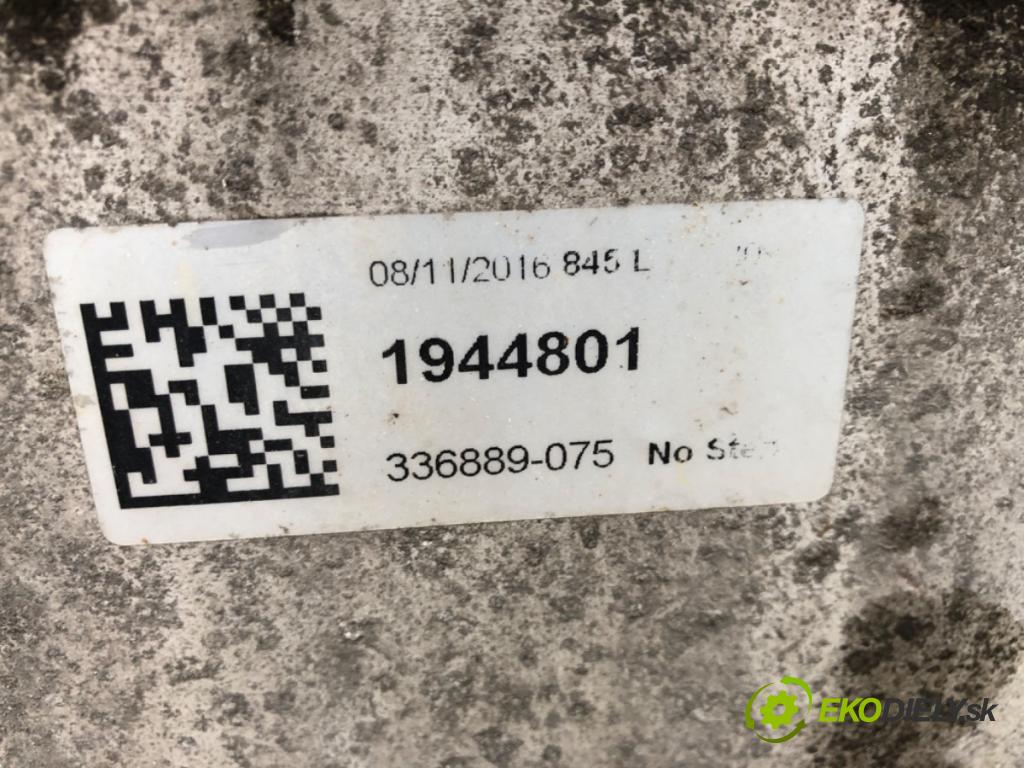 08/11/2016 845 L
1944801
336889-075 No
EKODIELY.sk